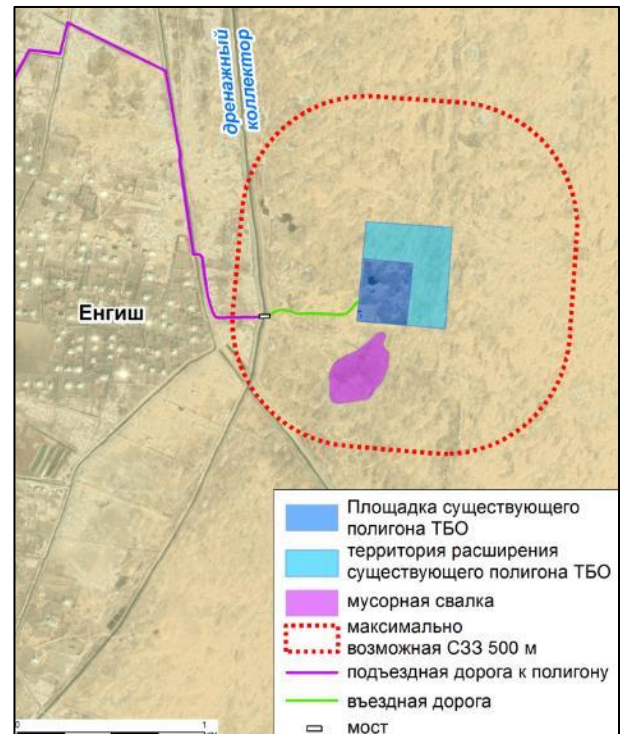 дренажный
коллектор
Енгиш
Площадка существующего
полигона ТБО
территория расширения
существующего полигона ТБО
мусорная свалка
максимально
возможная СЗЗ 500 м
подъездная дорога к полигону
въездная дорога
мост
0 1